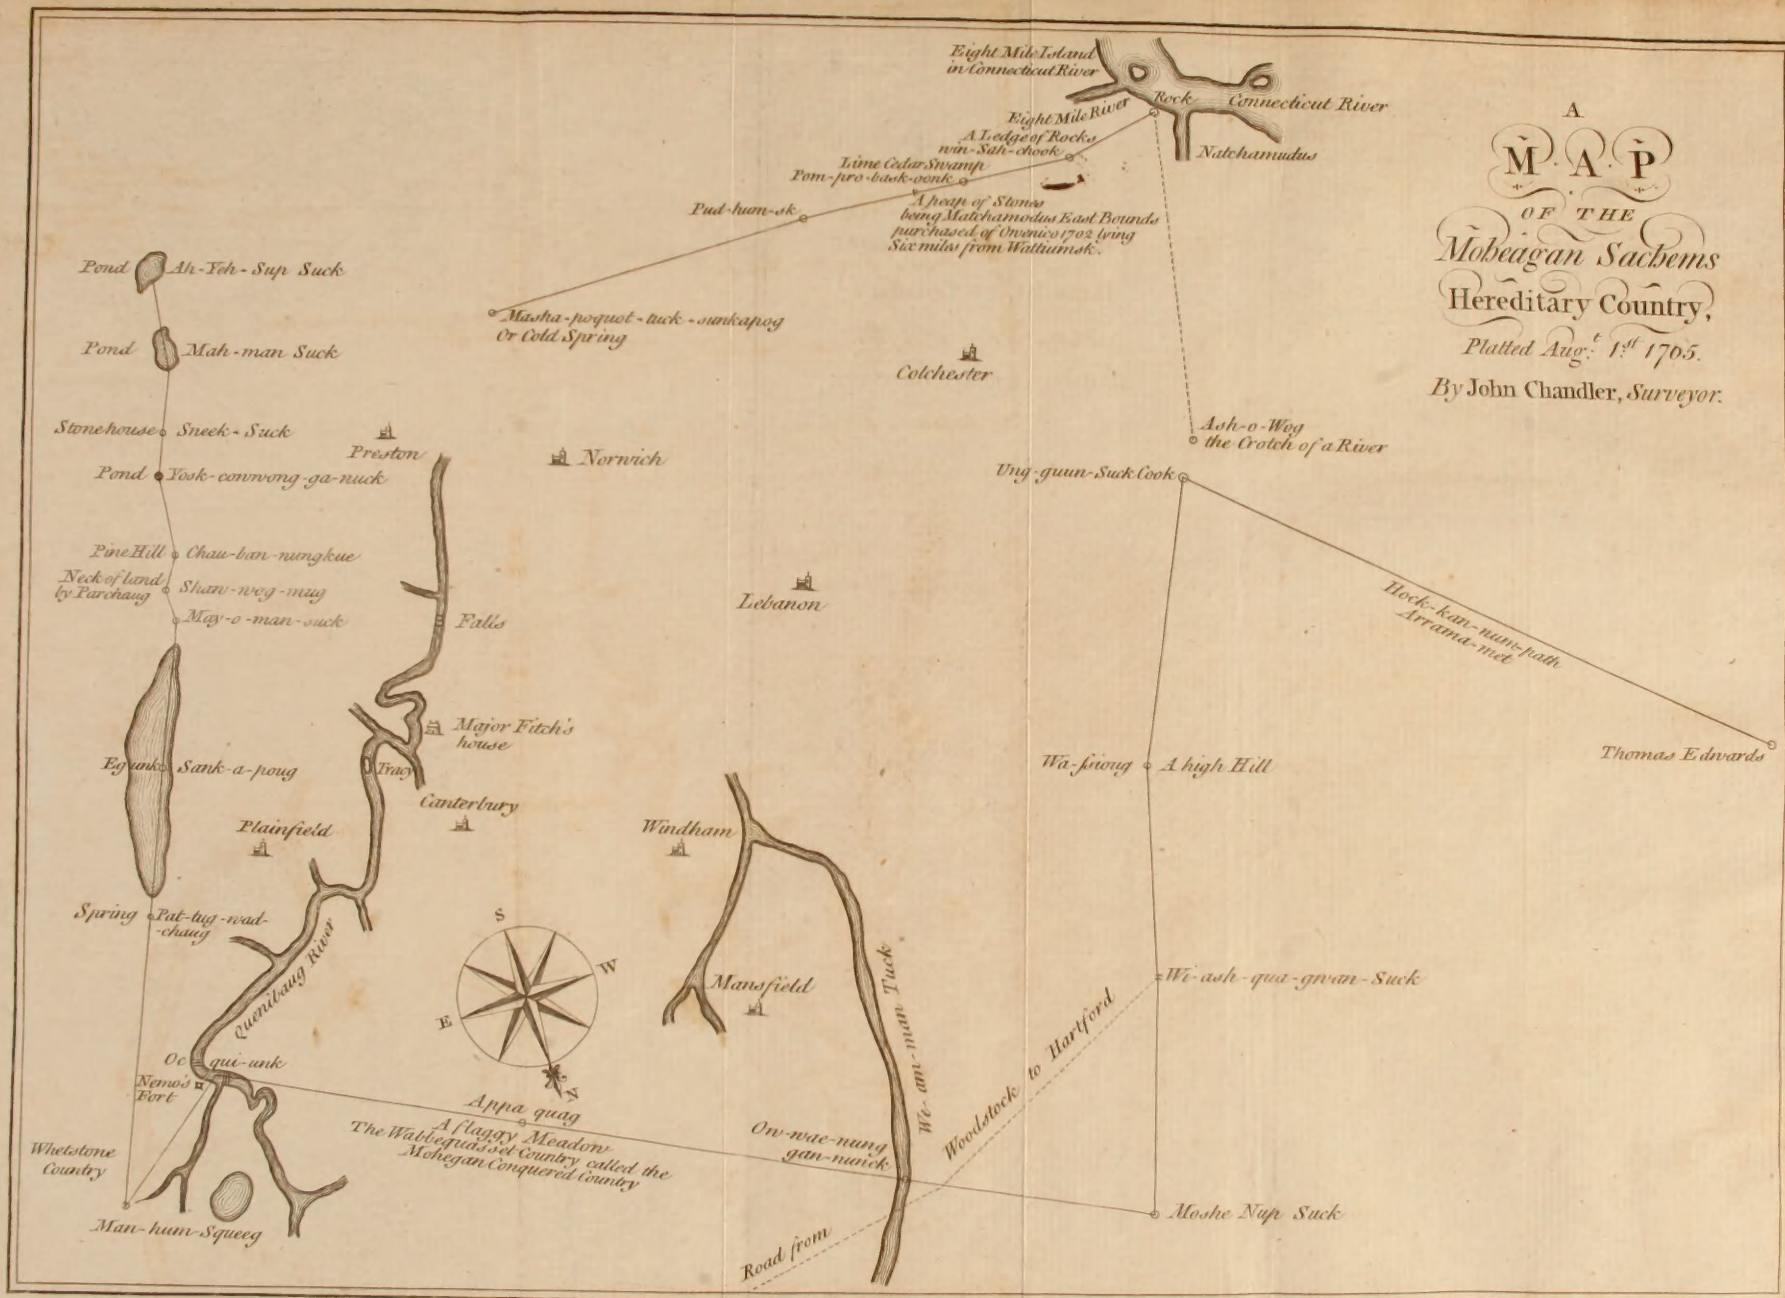 A
M.A.P
OF THE
Moheagan Sachems
Hereditary Country,
Platted Aug.t 1.st 1705.
By John Chandler, Surveyor.
Eight Mile Island
in Connecticut River
Rock
Connecticut River
Eight Mile River
Natchamudus
A Ledge of Rocks
win-Sah-chook
Lime Cedar Swamp
Pom-pro-bask-oonk
A heap of Stones
being Matchamodus East Bounds
purchased of Owenico 1702 lying
Six miles from Wattiumsk.
Pud-hum-sk
Masha-poquot-tuck-sunkapog
Or Cold Spring
Pond Ah-Yeh-Sup Suck
Pond Mah-man Suck
Stonehouse Sneek-Suck
Pond Yosk-conwong-ga-nuck
Pine Hill Chau-ban-nungkue
Neck of land
by Parchaug
Shaw-wog-mug
May-o-man-suck
Preston
Norwich
Colchester
Ash-o-Wog
the Crotch of a River
Ung-guun-Suck Cook
Hock-kan-num-path
Arrama-met
Thomas Edwards
Lebanon
Falls
Major Fitch's
house
Tracy
Egunk Sank-a-poug
Canterbury
Plainfield
Windham
Wa-ſsioug A high Hill
Spring Pat-tug-wad-
-chaug
Quenibaug River
S
W
E
N
Mansfield
We-am-man Tuck
Wi-ash-qua-gwan-Suck
Road from Woodstock to Hartford
Oc qui-unk
Nemo's
Fort
Appa quag
A flaggy Meadow
The Wabbequasset Country called the
Mohegan Conquered Country
Ow-wae-nung
gan-nunck
Whetstone
Country
Man-hum-Squeeg
Moshe Nup Suck